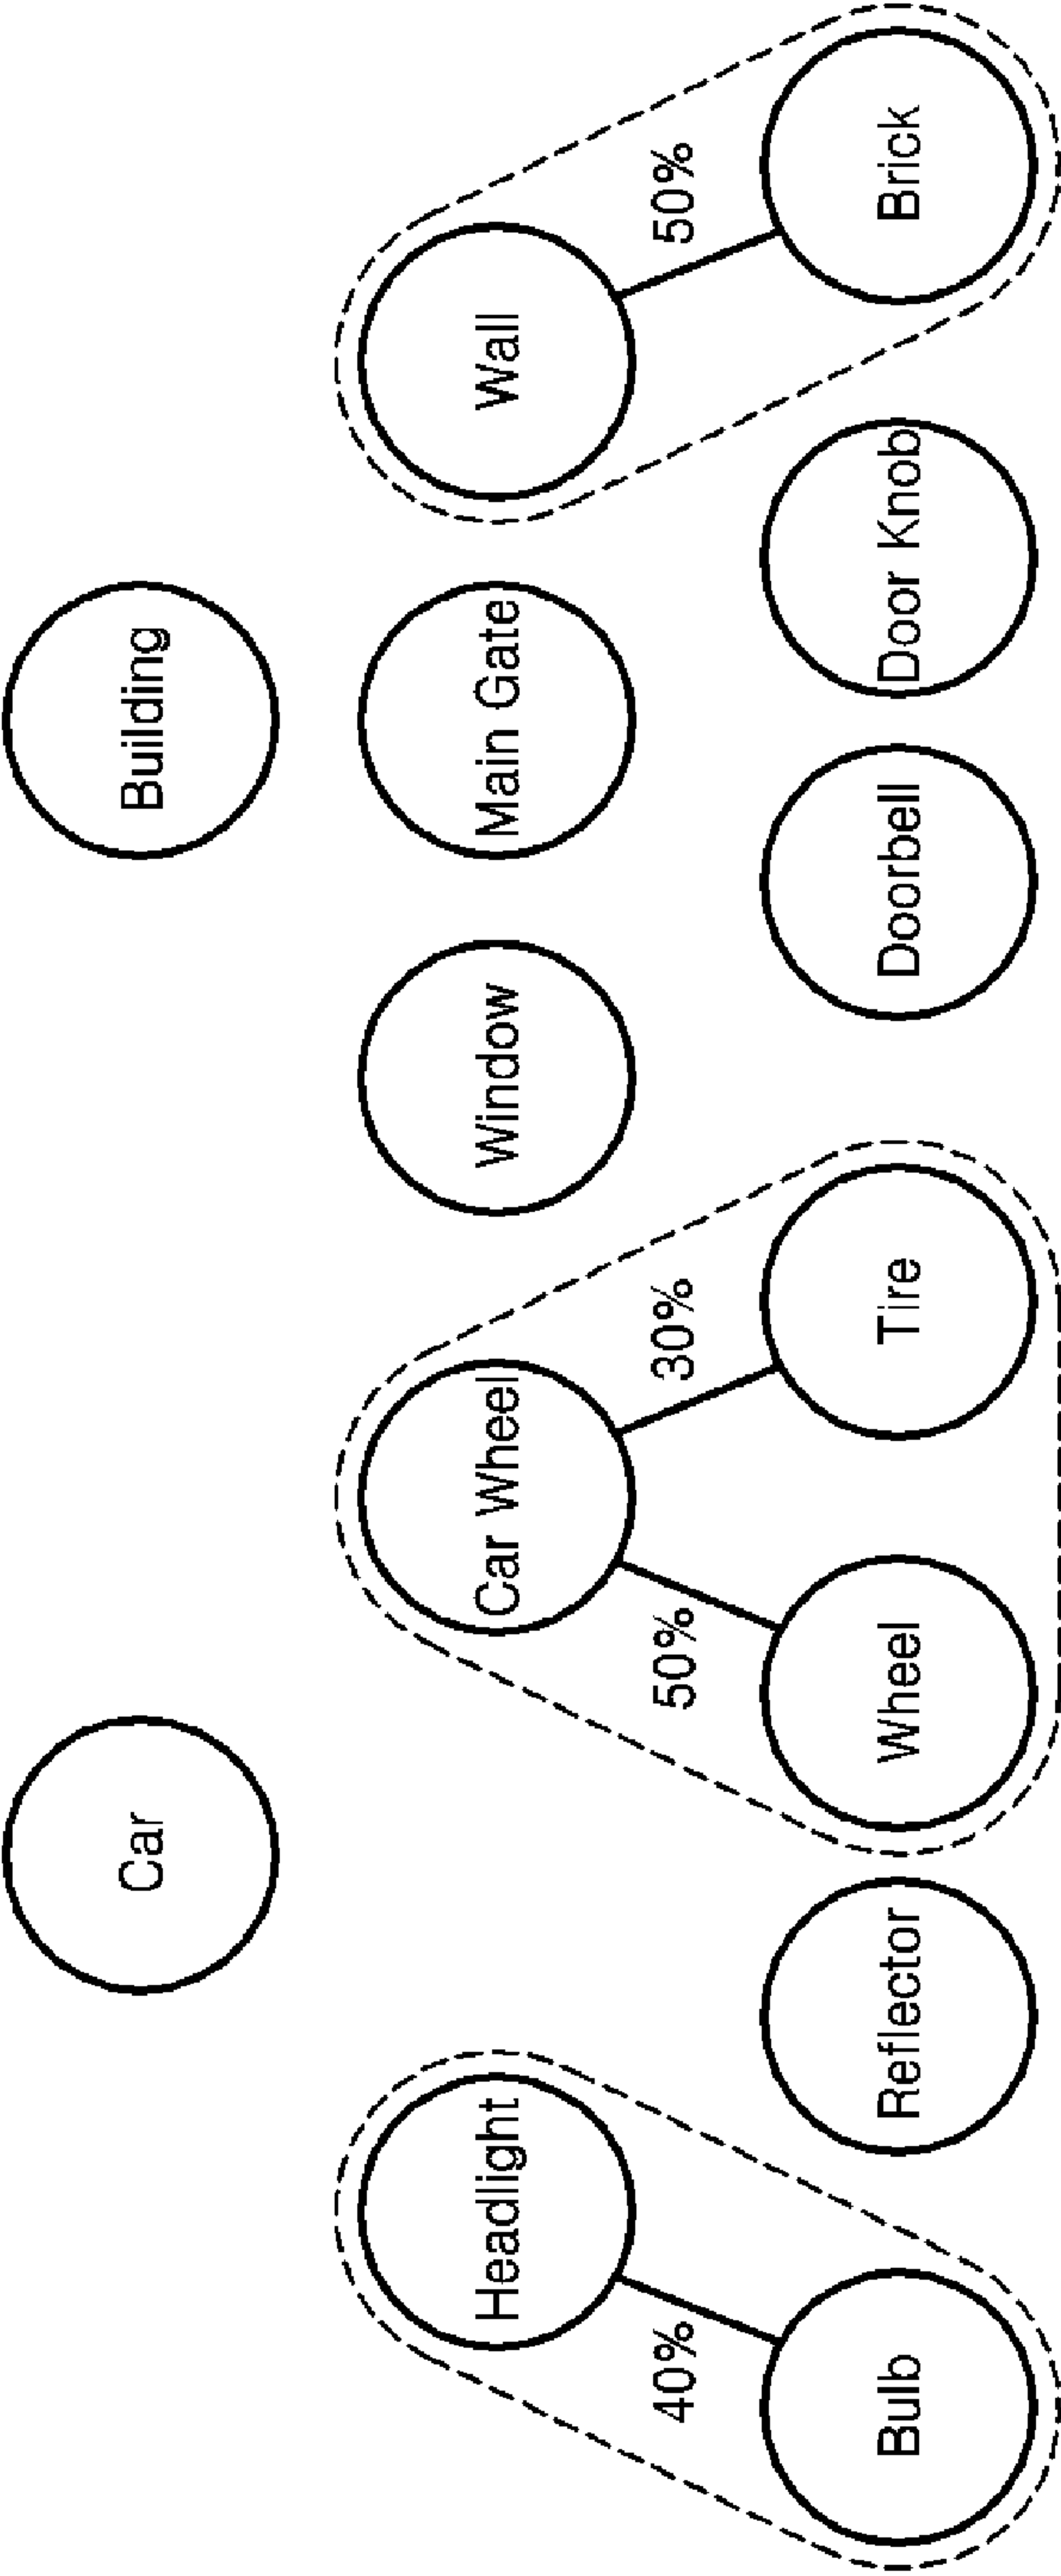 Car
Building
Headlight
Car Wheel
Window
Main Gate
Wall
40%
50%
30%
50%
Bulb
Reflector
Wheel
Tire
Doorbell
Door Knob
Brick